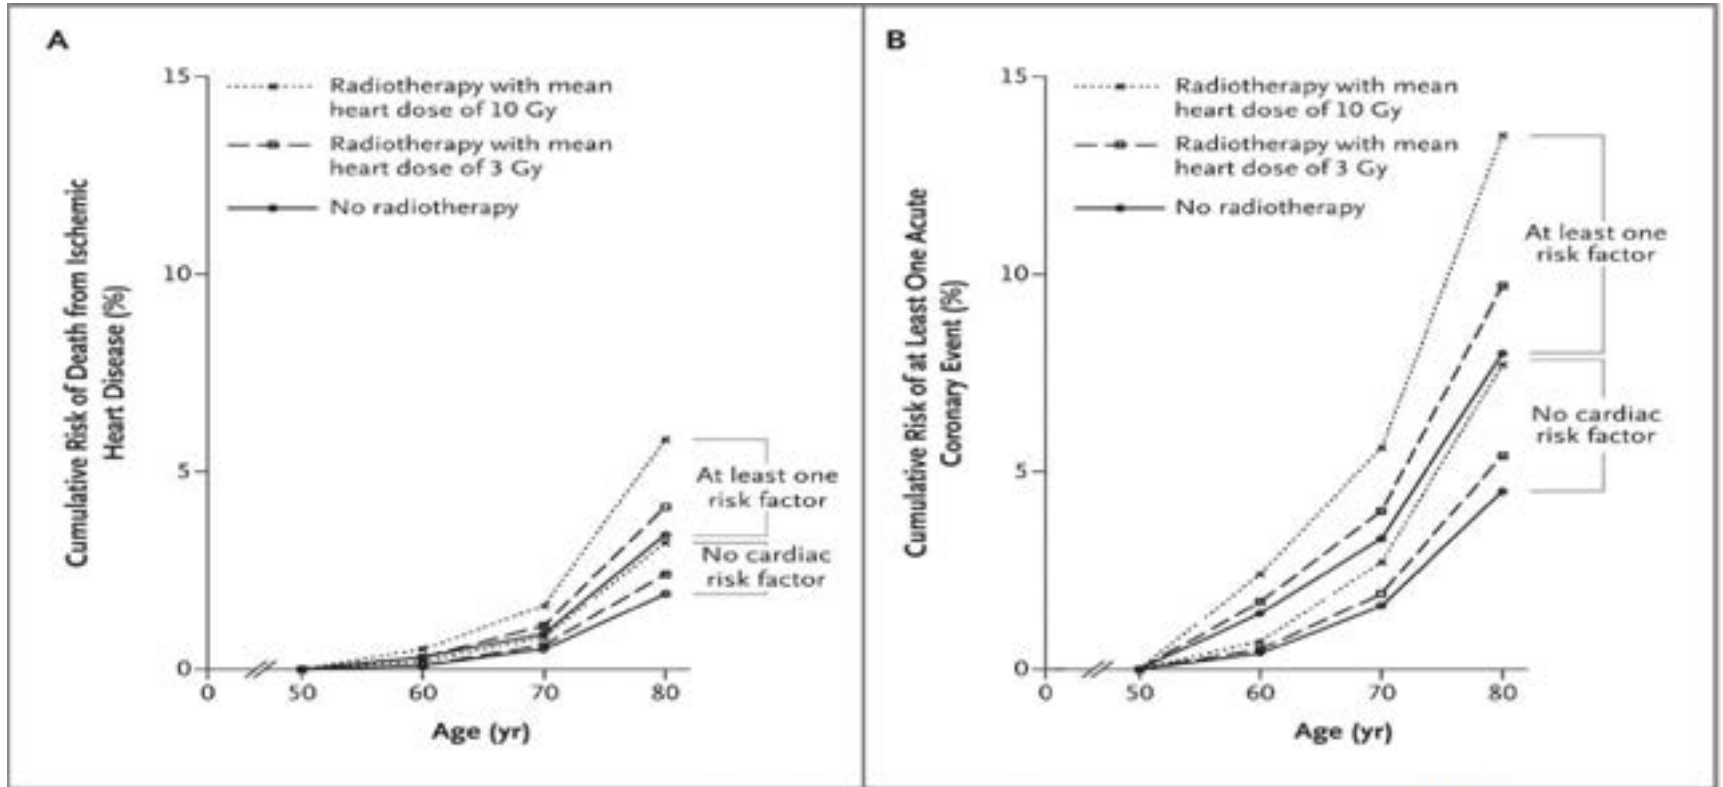 A
Radiotherapy with mean
heart dose of 10 Gy
Radiotherapy with mean
heart dose of 3 Gy
No radiotherapy
Cumulative Risk of Death from Ischemic
Heart Disease (%)
15
10
5
0
At least one
risk factor
No cardiac
risk factor
0 50 60 70 80
Age (yr)
B
Radiotherapy with mean
heart dose of 10 Gy
Radiotherapy with mean
heart dose of 3 Gy
No radiotherapy
Cumulative Risk of at Least One Acute
Coronary Event (%)
15
10
5
0
At least one
risk factor
No cardiac
risk factor
0 50 60 70 80
Age (yr)